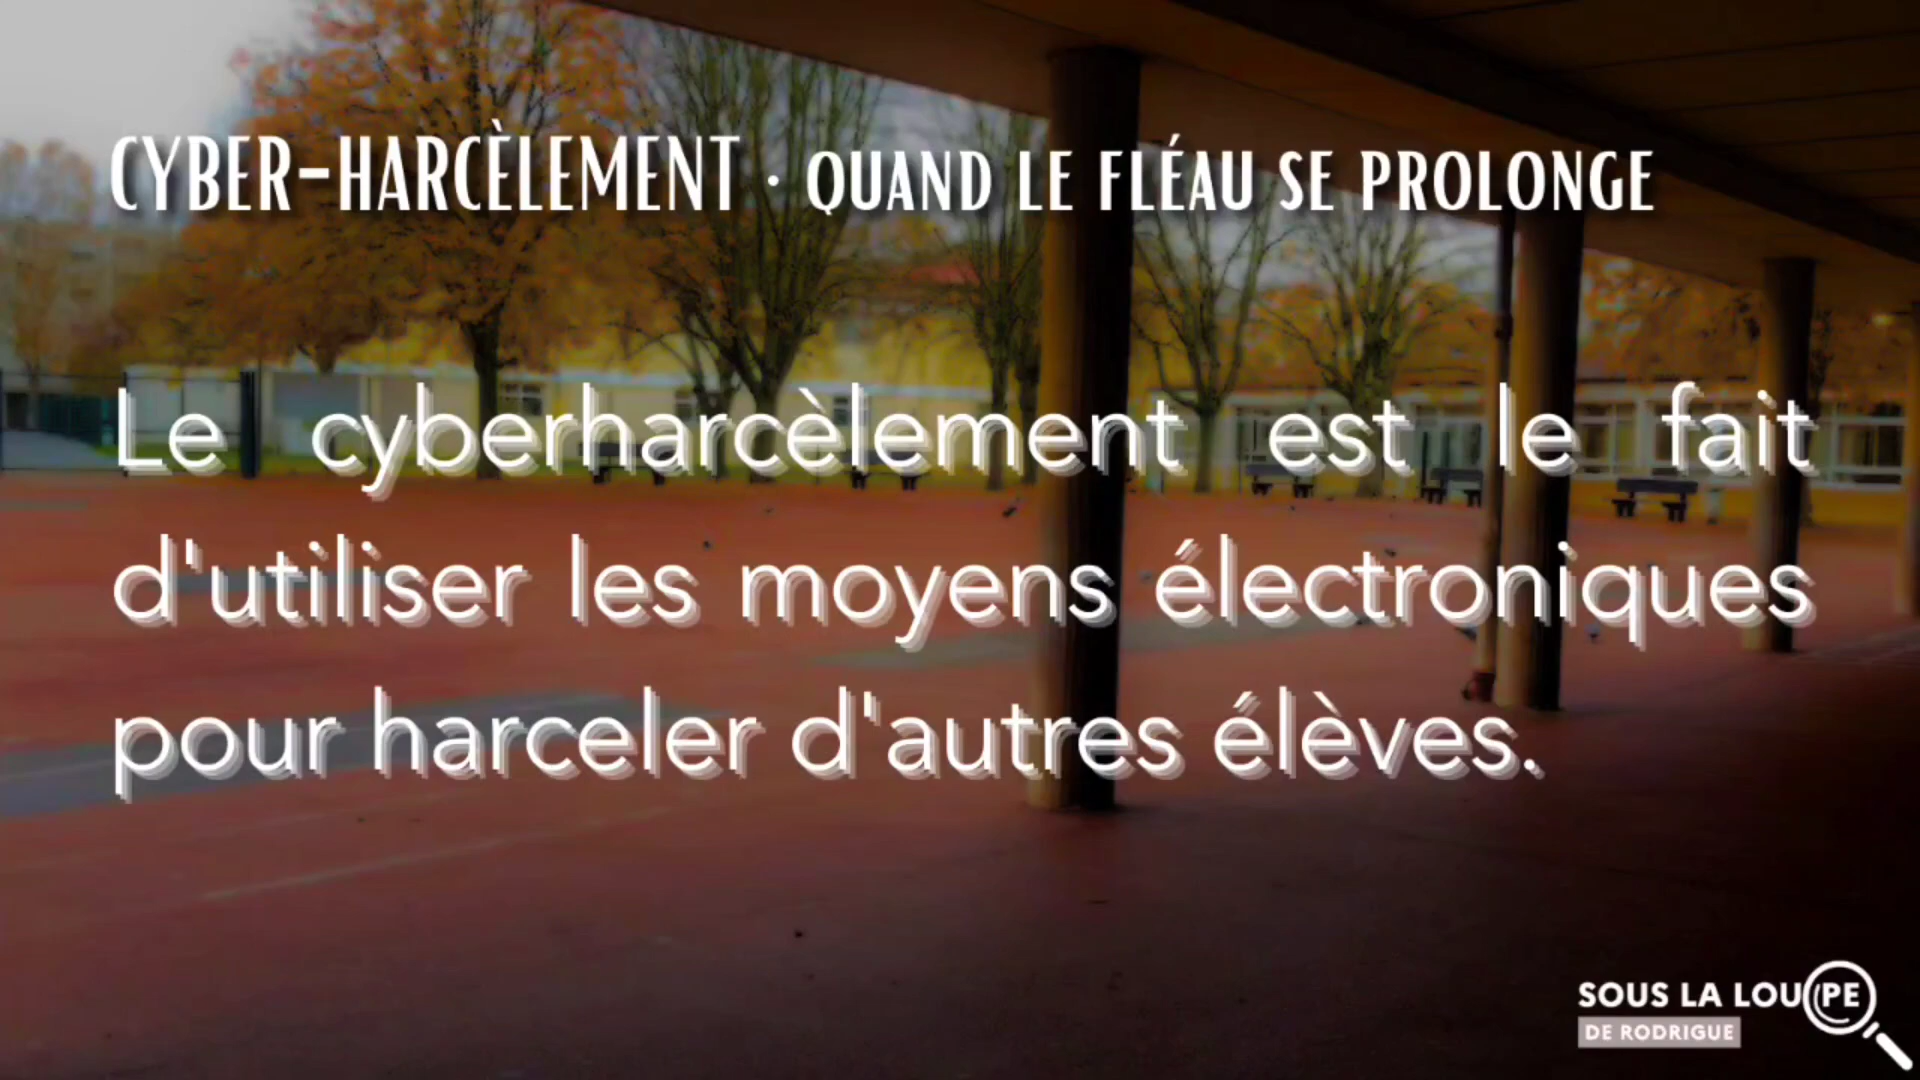 CYBER-HARCÈLEMENT · QUAND LE FLÉAU SE PROLONGE
Le cyberharcèlement est le fait
d'utiliser les moyens électroniques
pour harceler d'autres élèves.
SOUS LA LOUPE
DE RODRIGUE